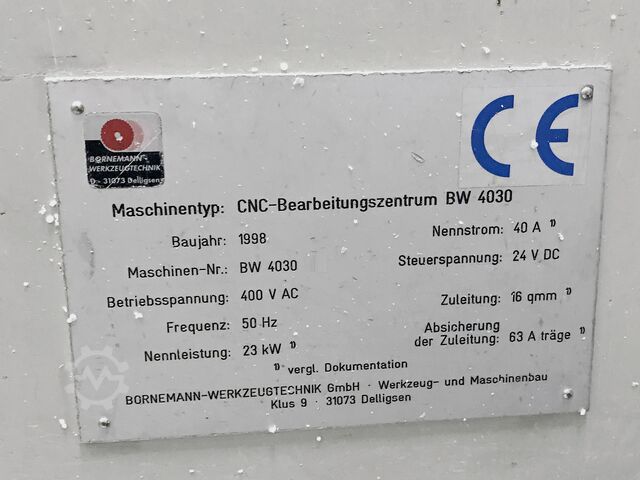 BORNEMANN-
WERKZEUGTECHNIK
D - 31073 Delligsen
CE
Maschinentyp: CNC-Bearbeitungszentrum BW 4030
Baujahr: 1998
Nennstrom: 40 A ¹⁾
Maschinen-Nr.: BW 4030
Steuerspannung: 24 V DC
Betriebsspannung: 400 V AC
Zuleitung: 16 qmm ¹⁾
Frequenz: 50 Hz
Absicherung
der Zuleitung: 63 A träge ¹⁾
Nennleistung: 23 kW ¹⁾
¹⁾ vergl. Dokumentation
BORNEMANN-WERKZEUGTECHNIK GmbH · Werkzeug- und Maschinenbau
Klus 9 · 31073 Delligsen